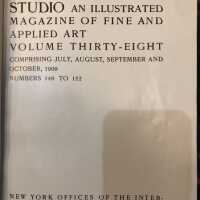 STUDIO AN ILLUSTRATED
MAGAZINE OF FINE AND
APPLIED ART
VOLUME THIRTY-EIGHT
COMPRISING JULY, AUGUST, SEPTEMBER AND
OCTOBER, 1909
NUMBERS 149 TO 152
NEW YORK OFFICES OF THE INTER-